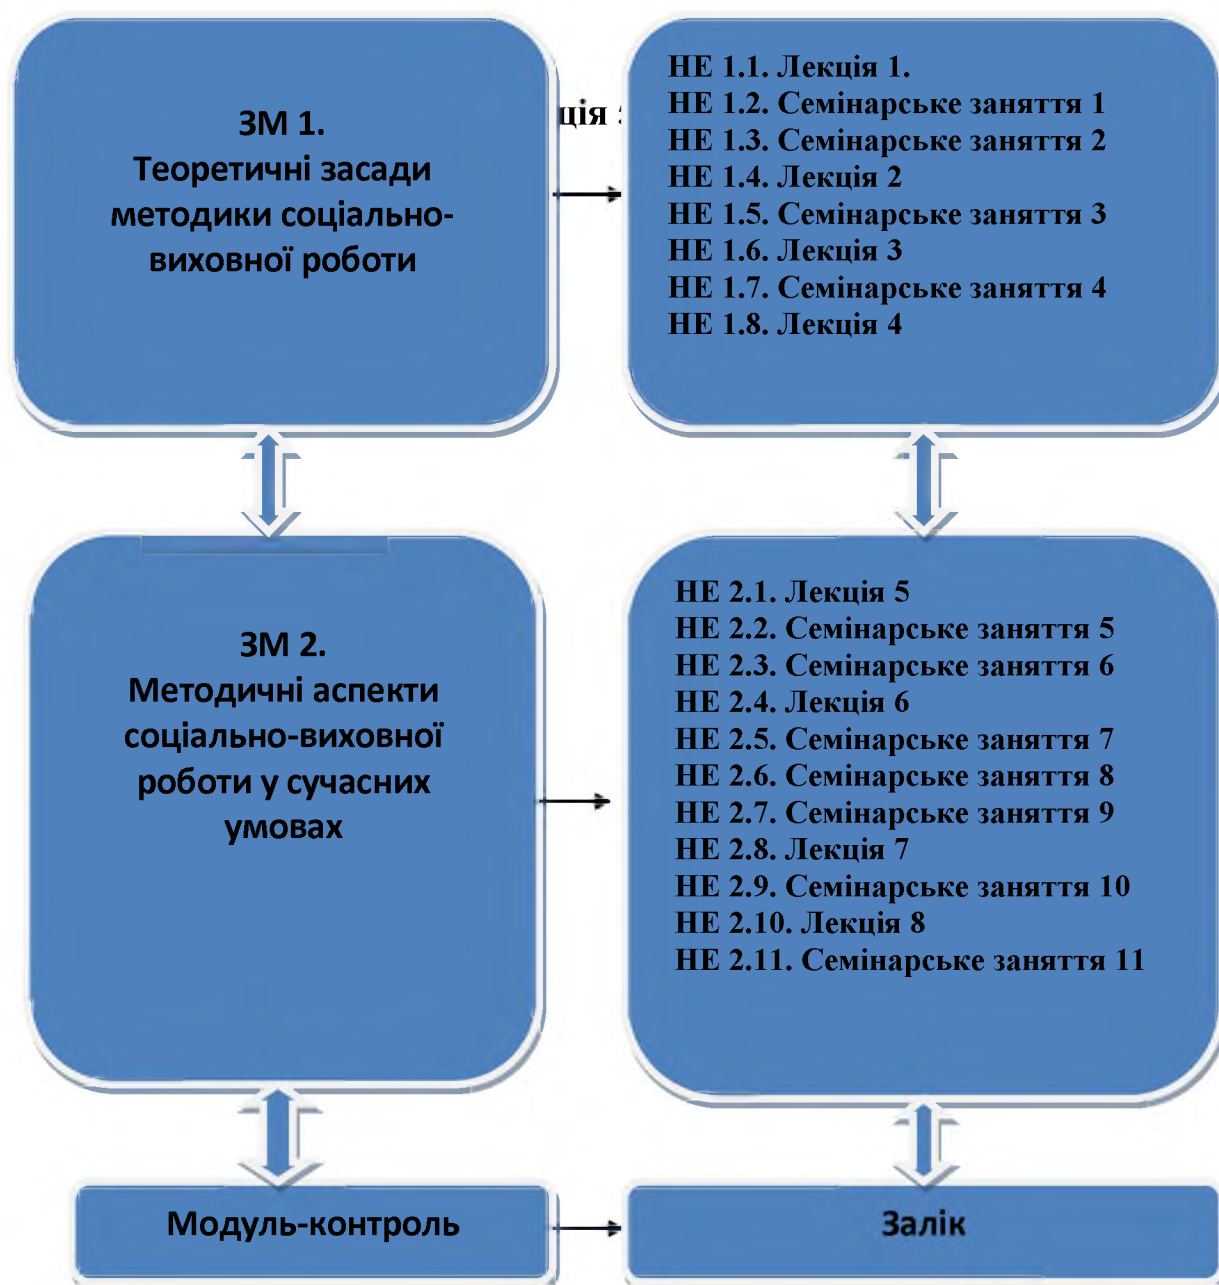 ЗМ 1.
Теоретичні засади
методики соціально-
виховної роботи
ція
НЕ 1.1. Лекція 1.
НЕ 1.2. Семінарське заняття 1
НЕ 1.3. Семінарське заняття 2
НЕ 1.4. Лекція 2
НЕ 1.5. Семінарське заняття 3
НЕ 1.6. Лекція 3
НЕ 1.7. Семінарське заняття 4
НЕ 1.8. Лекція 4
ЗМ 2.
Методичні аспекти
соціально-виховної
роботи у сучасних
умовах
НЕ 2.1. Лекція 5
НЕ 2.2. Семінарське заняття 5
НЕ 2.3. Семінарське заняття 6
НЕ 2.4. Лекція 6
НЕ 2.5. Семінарське заняття 7
НЕ 2.6. Семінарське заняття 8
НЕ 2.7. Семінарське заняття 9
НЕ 2.8. Лекція 7
НЕ 2.9. Семінарське заняття 10
НЕ 2.10. Лекція 8
НЕ 2.11. Семінарське заняття 11
Модуль-контроль
Залік